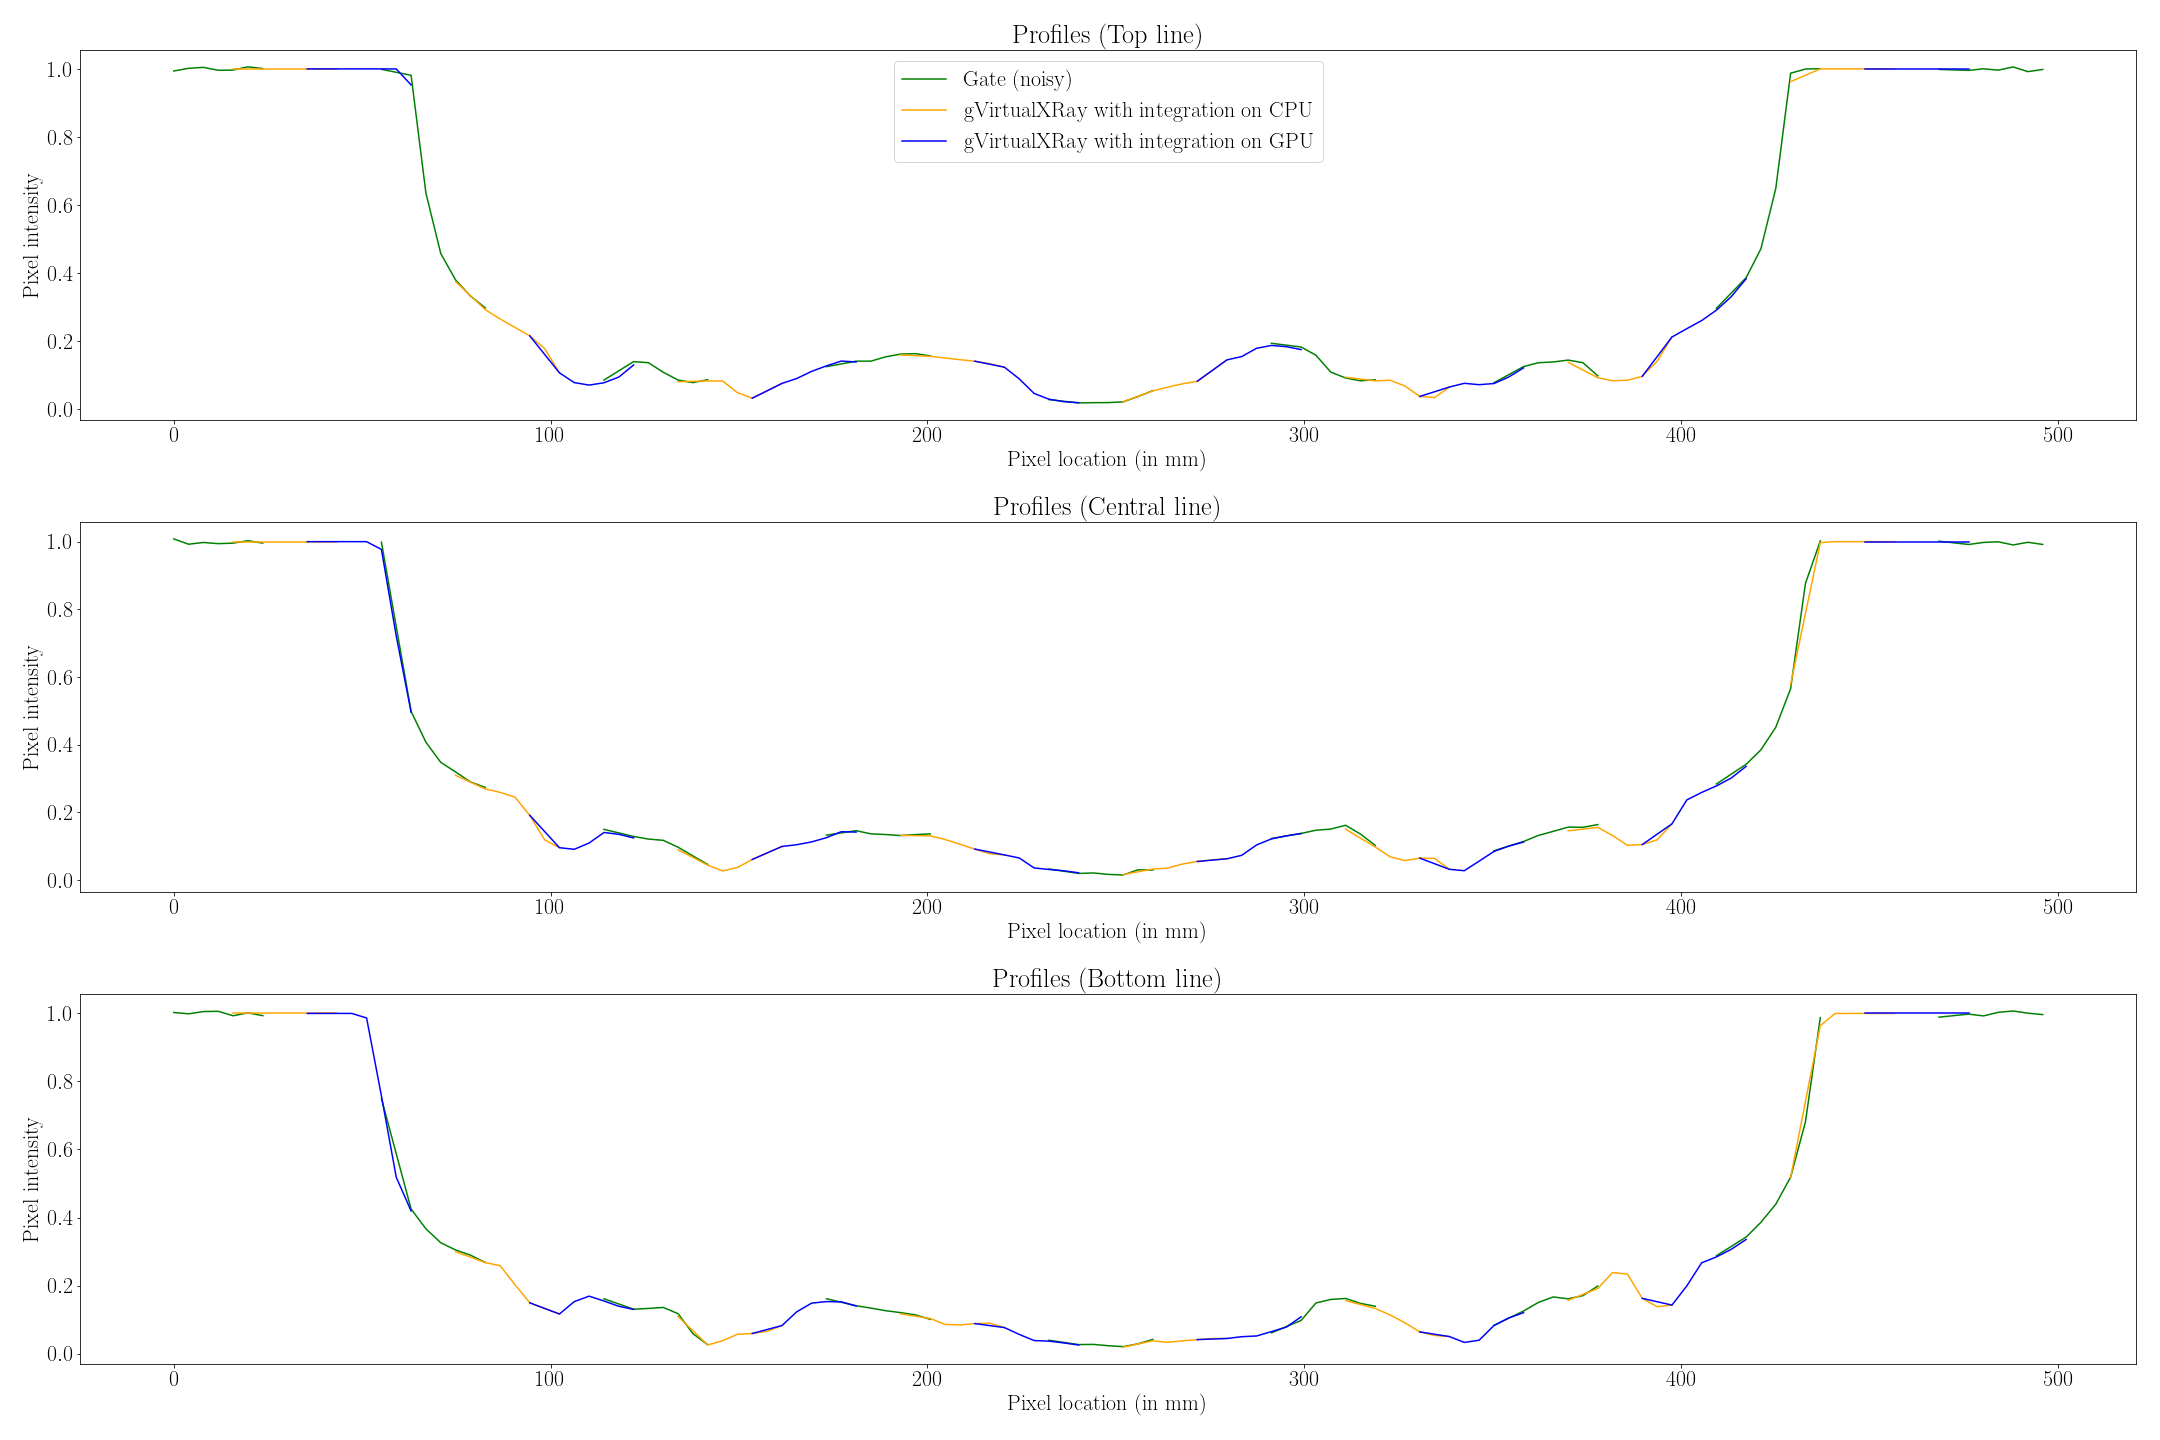 Profiles (Top line)
Gate (noisy)
gVirtualXRay with integration on CPU
gVirtualXRay with integration on GPU
Pixel intensity
1.0
0.8
0.6
0.4
0.2
0.0
0 100 200 300 400 500
Pixel location (in mm)
Profiles (Central line)
Pixel intensity
1.0
0.8
0.6
0.4
0.2
0.0
0 100 200 300 400 500
Pixel location (in mm)
Profiles (Bottom line)
Pixel intensity
1.0
0.8
0.6
0.4
0.2
0.0
0 100 200 300 400 500
Pixel location (in mm)